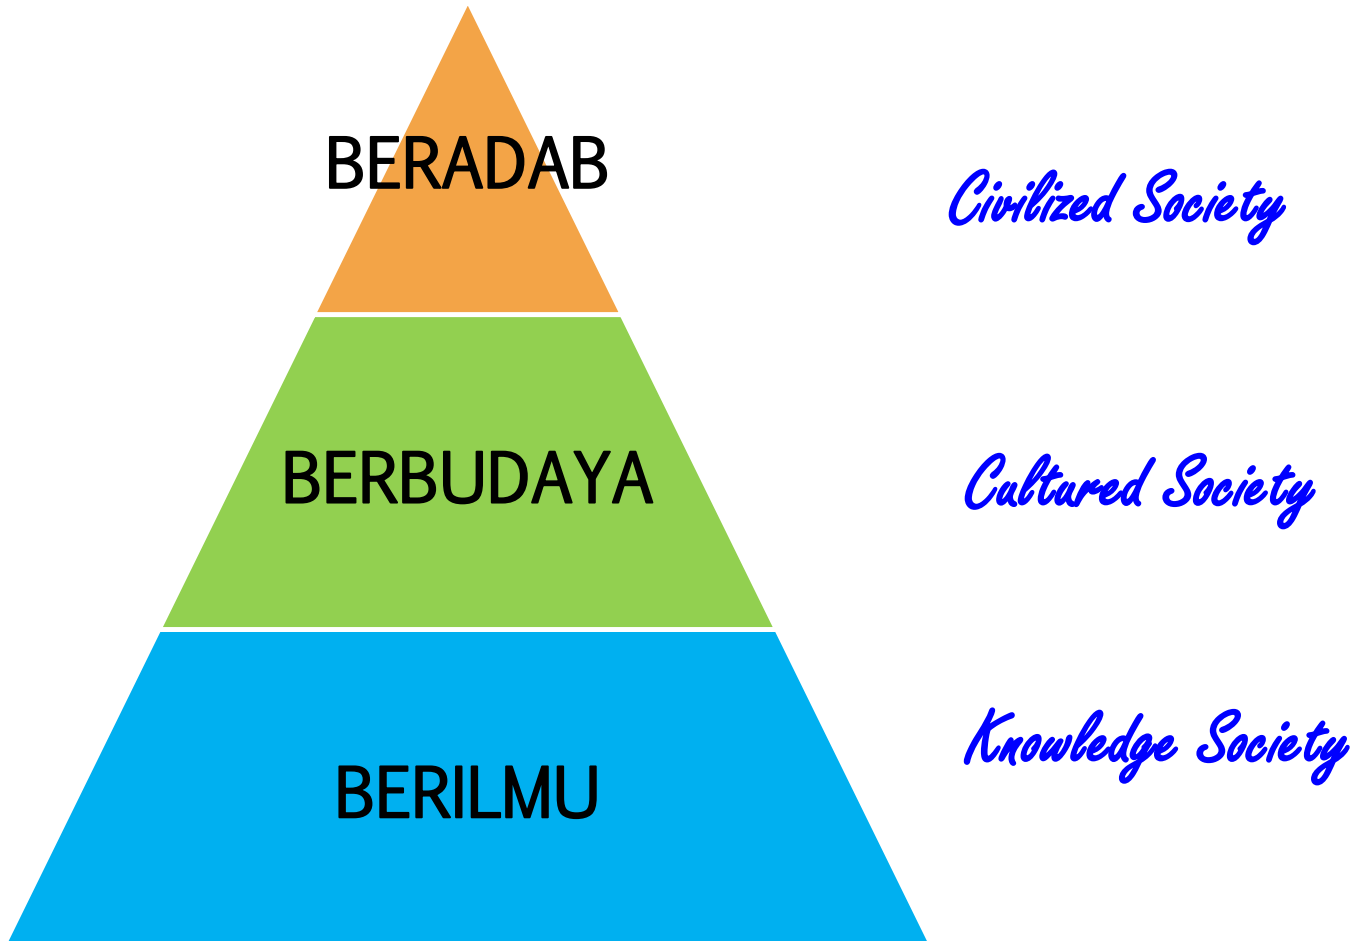 BERADAB
Civilized Society
BERBUDAYA
Cultured Society
BERILMU
Knowledge Society